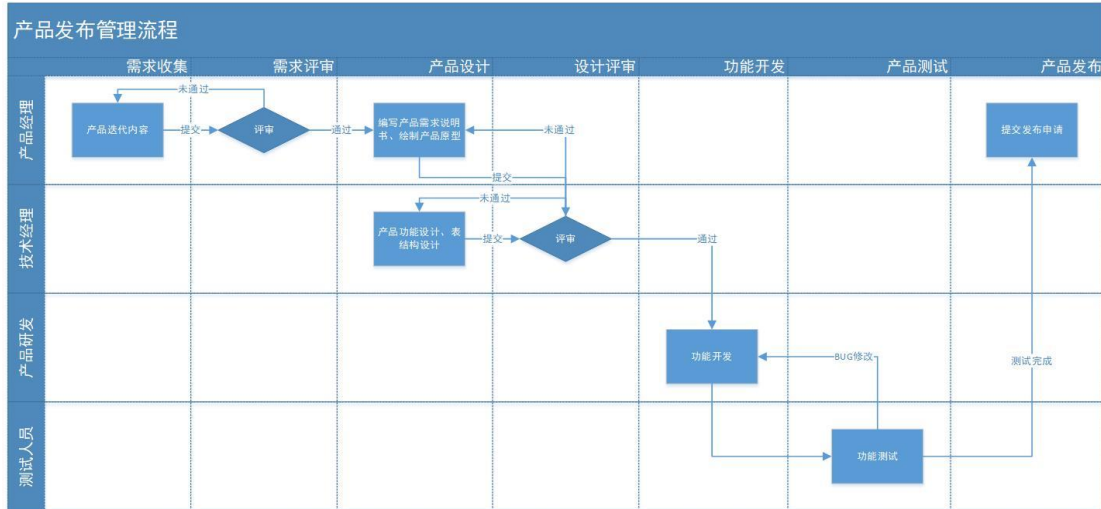 产品发布管理流程
需求收集
需求评审
产品设计
设计评审
功能开发
产品测试
产品发布
产品经理
未通过
产品迭代内容
提交
评审
通过
编写产品需求说明
书、绘制产品原型
未通过
提交发布申请
提交
技术经理
未通过
产品功能设计、表
结构设计
提交
评审
通过
产品研发
功能开发
BUG修改
测试完成
测试人员
功能测试